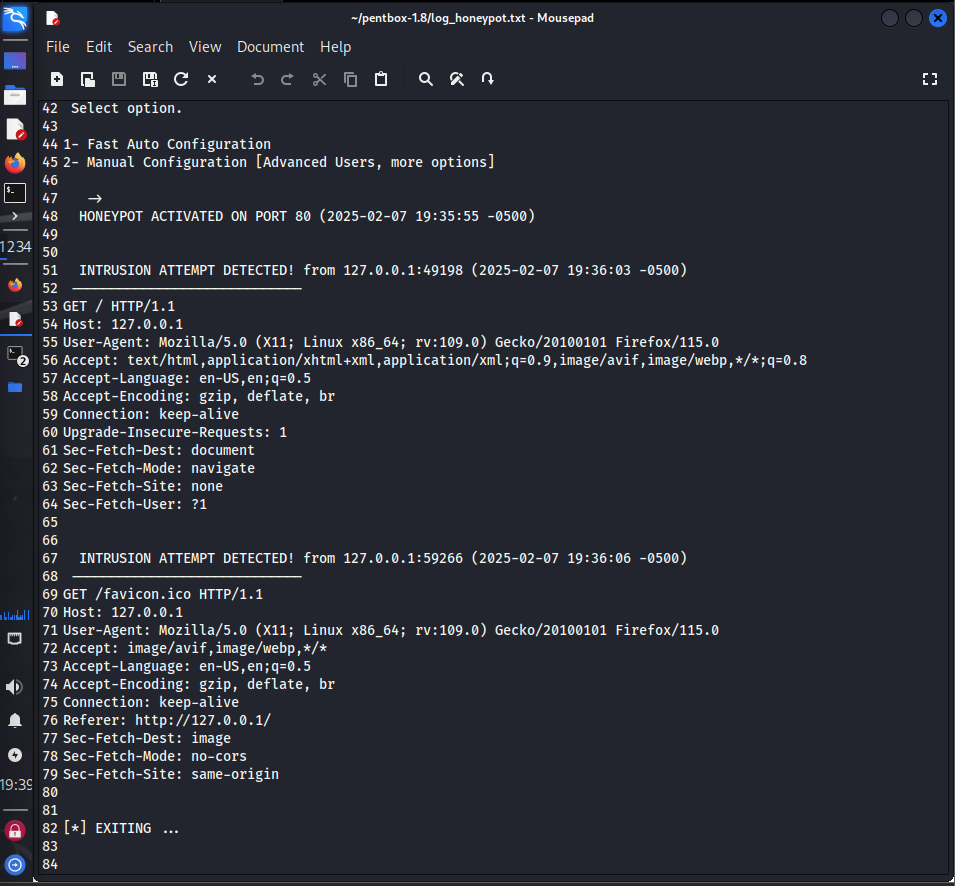 ~/pentbox-1.8/log_honeypot.txt - Mousepad
File Edit Search View Document Help
42 Select option.
43
44 1- Fast Auto Configuration
45 2- Manual Configuration [Advanced Users, more options]
46
47 ->
48 HONEYPOT ACTIVATED ON PORT 80 (2025-02-07 19:35:55 -0500)
49
50
51 INTRUSION ATTEMPT DETECTED! from 127.0.0.1:49198 (2025-02-07 19:36:03 -0500)
52 -----------------------------
53 GET / HTTP/1.1
54 Host: 127.0.0.1
55 User-Agent: Mozilla/5.0 (X11; Linux x86_64; rv:109.0) Gecko/20100101 Firefox/115.0
56 Accept: text/html,application/xhtml+xml,application/xml;q=0.9,image/avif,image/webp,*/*;q=0.8
57 Accept-Language: en-US,en;q=0.5
58 Accept-Encoding: gzip, deflate, br
59 Connection: keep-alive
60 Upgrade-Insecure-Requests: 1
61 Sec-Fetch-Dest: document
62 Sec-Fetch-Mode: navigate
63 Sec-Fetch-Site: none
64 Sec-Fetch-User: ?1
65
66
67 INTRUSION ATTEMPT DETECTED! from 127.0.0.1:59266 (2025-02-07 19:36:06 -0500)
68 -----------------------------
69 GET /favicon.ico HTTP/1.1
70 Host: 127.0.0.1
71 User-Agent: Mozilla/5.0 (X11; Linux x86_64; rv:109.0) Gecko/20100101 Firefox/115.0
72 Accept: image/avif,image/webp,*/*
73 Accept-Language: en-US,en;q=0.5
74 Accept-Encoding: gzip, deflate, br
75 Connection: keep-alive
76 Referer: http://127.0.0.1/
77 Sec-Fetch-Dest: image
78 Sec-Fetch-Mode: no-cors
79 Sec-Fetch-Site: same-origin
80
81
82 [*] EXITING ...
83
84
1234
2
19:39